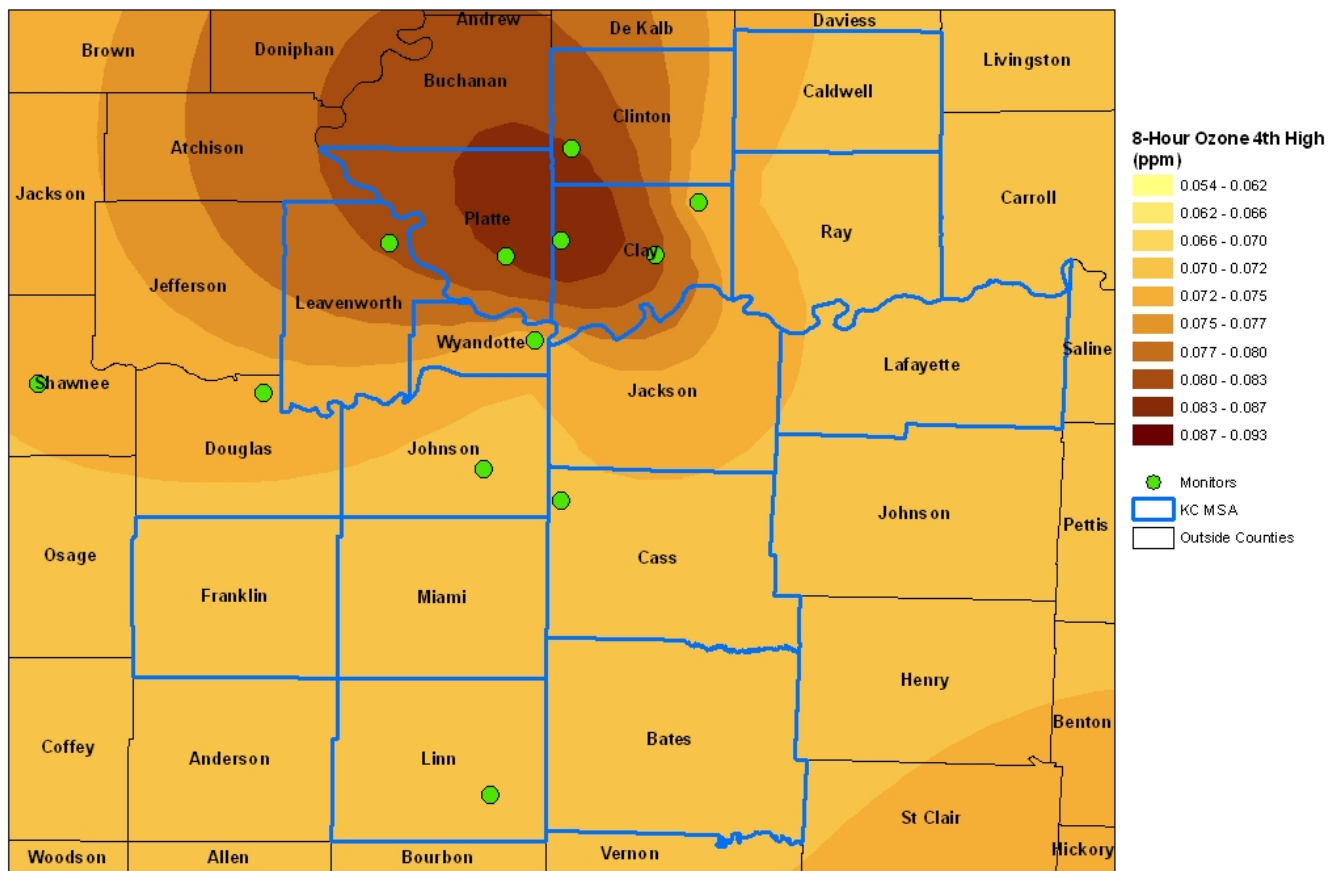 Andrew
Daviess
De Kalb
Brown
Doniphan
Livingston
Buchanan
Caldwell
Clinton
Atchison
Jackson
Carroll
Platte
Ray
Clay
Jefferson
Leavenworth
Wyandotte
Saline
Lafayette
Shawnee
Jackson
Douglas
Johnson
Johnson
Pettis
Osage
Cass
Franklin
Miami
Henry
Benton
Coffey
Bates
Anderson
Linn
St Clair
Hickory
Woodson
Allen
Bourbon
Vernon
8-Hour Ozone 4th High
(ppm)
0.054 - 0.062
0.062 - 0.066
0.066 - 0.070
0.070 - 0.072
0.072 - 0.075
0.075 - 0.077
0.077 - 0.080
0.080 - 0.083
0.083 - 0.087
0.087 - 0.093
Monitors
KC MSA
Outside Counties